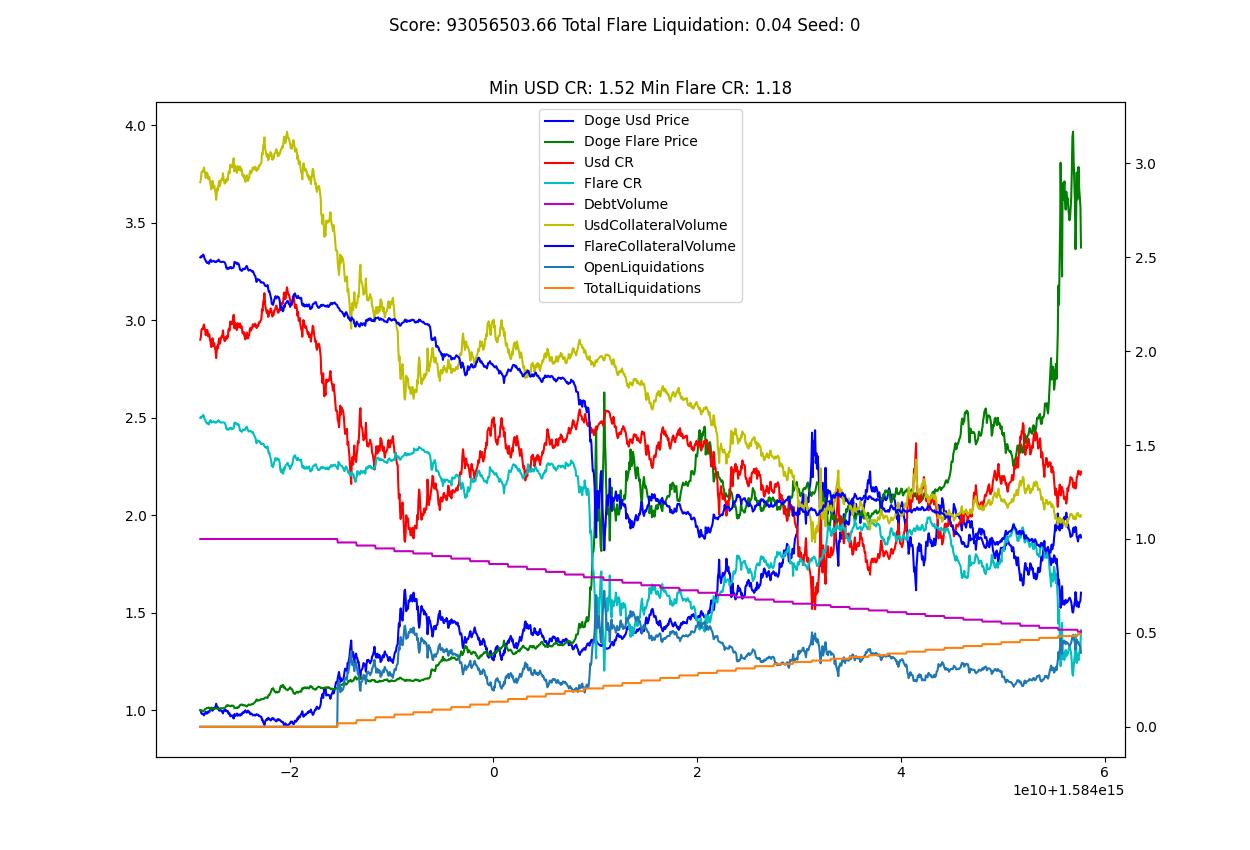 Score: 93056503.66 Total Flare Liquidation: 0.04 Seed: 0
Min USD CR: 1.52 Min Flare CR: 1.18
Doge Usd Price
Doge Flare Price
Usd CR
Flare CR
DebtVolume
UsdCollateralVolume
FlareCollateralVolume
OpenLiquidations
TotalLiquidations
4.0
3.5
3.0
2.5
2.0
1.5
1.0
3.0
2.5
2.0
1.5
1.0
0.5
0.0
−2 0 2 4 6
1e10+1.584e15